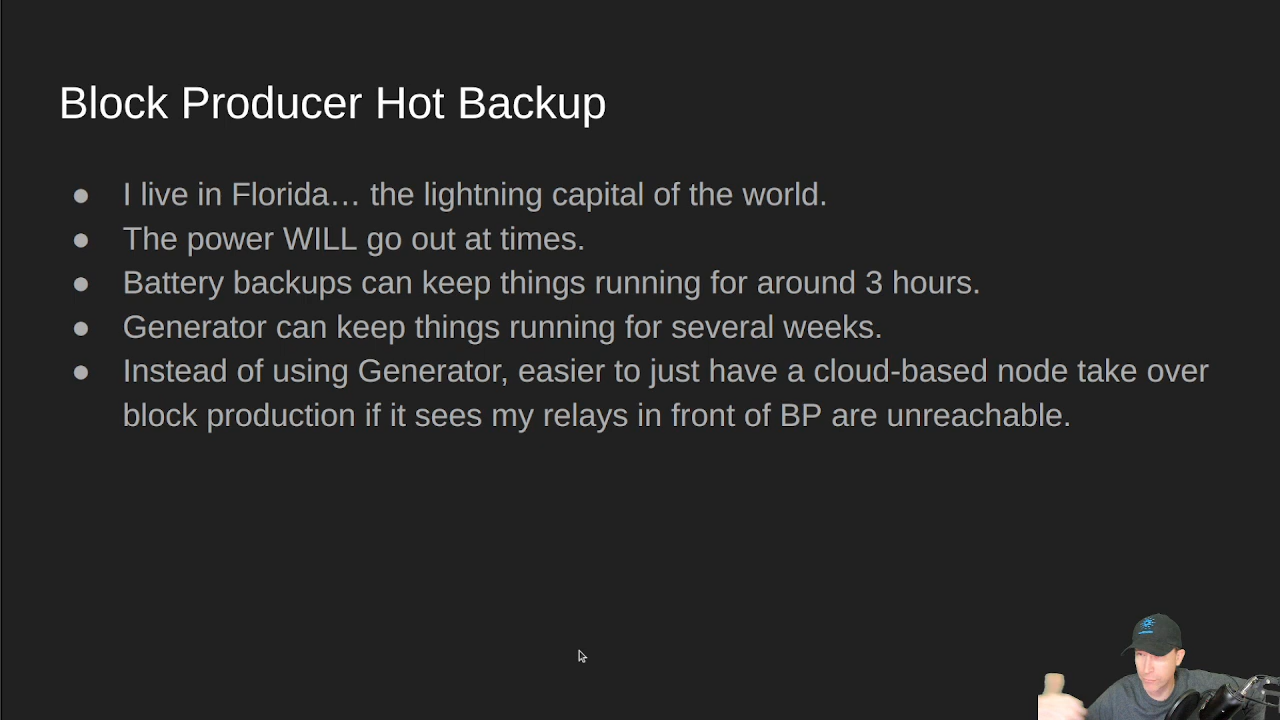 Block Producer Hot Backup
● I live in Florida… the lightning capital of the world.
● The power WILL go out at times.
● Battery backups can keep things running for around 3 hours.
● Generator can keep things running for several weeks.
● Instead of using Generator, easier to just have a cloud-based node take over
block production if it sees my relays in front of BP are unreachable.